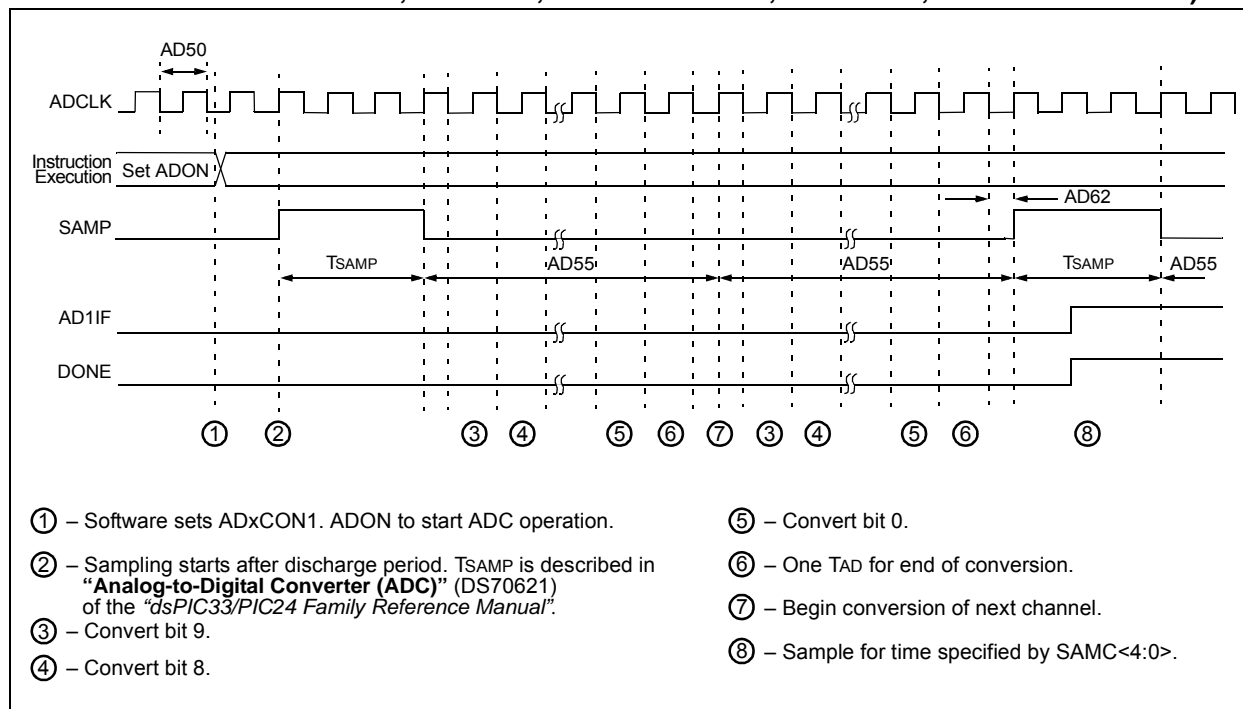 AD50
ADCLK
Instruction
Execution
Set ADON
SAMP
AD62
TSAMP
AD55
AD55
TSAMP
AD55
AD1IF
DONE
1 2 3 4 5 6 7 3 4 5 6 8
1 – Software sets ADxCON1. ADON to start ADC operation.
2 – Sampling starts after discharge period. TSAMP is described in
“Analog-to-Digital Converter (ADC)” (DS70621)
of the “dsPIC33/PIC24 Family Reference Manual”.
3 – Convert bit 9.
4 – Convert bit 8.
5 – Convert bit 0.
6 – One TAD for end of conversion.
7 – Begin conversion of next channel.
8 – Sample for time specified by SAMC<4:0>.